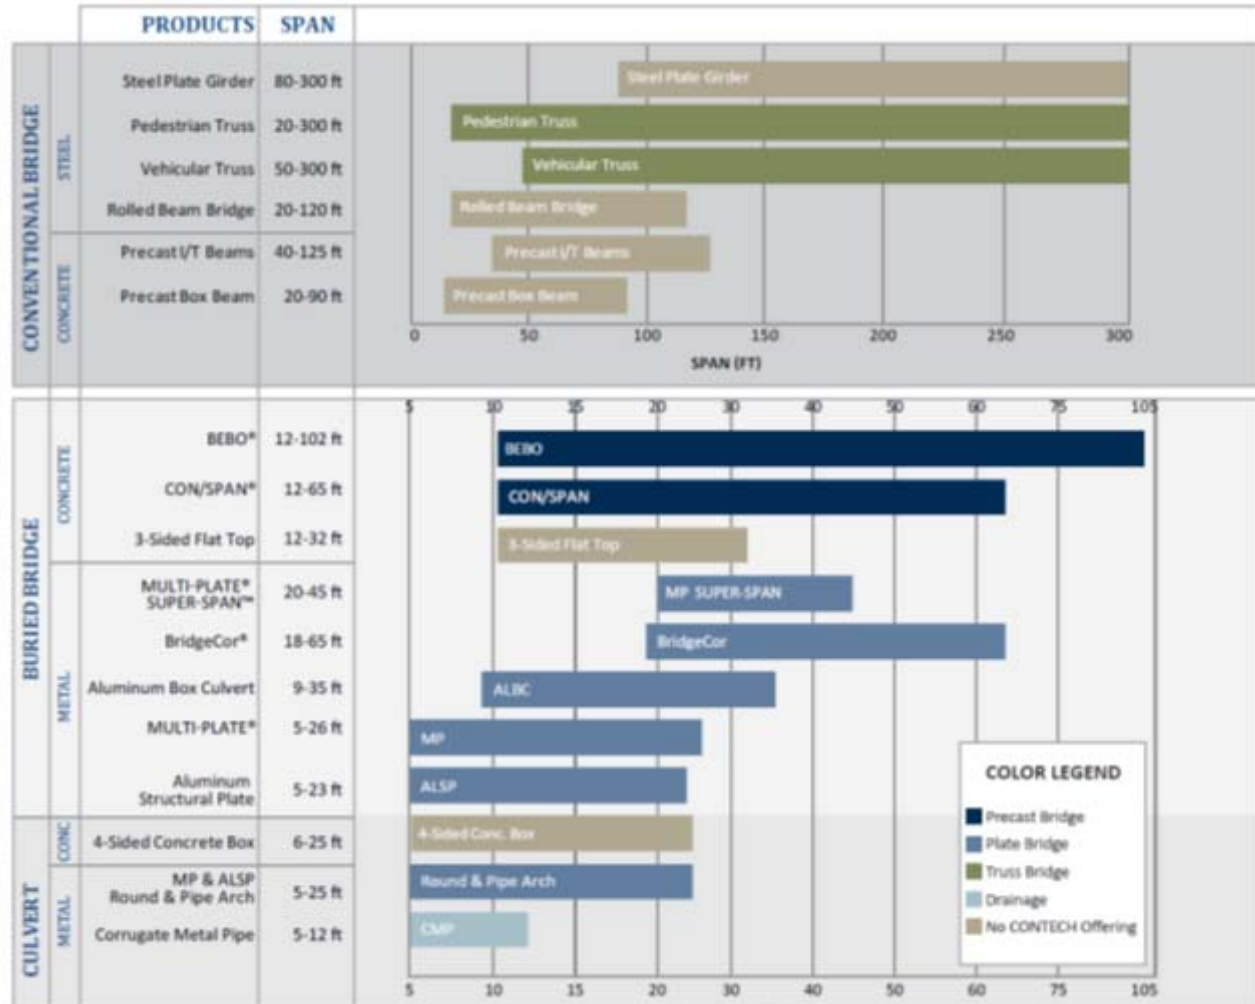 PRODUCTS SPAN
CONVENTIONAL BRIDGE
STEEL
Steel Plate Girder 80-300 ft Steel Plate Girder
Pedestrian Truss 20-300 ft Pedestrian Truss
Vehicular Truss 50-300 ft Vehicular Truss
Rolled Beam Bridge 20-120 ft Rolled Beam Bridge
CONCRETE
Precast I/T Beams 40-125 ft Precast I/T Beams
Precast Box Beam 20-90 ft Precast Box Beam
0 50 100 150 200 250 300
SPAN (FT)
5 10 15 20 30 40 50 60 75 105
BURIED BRIDGE
CONCRETE
BEBO® 12-102 ft BEBO
CON/SPAN® 12-65 ft CON/SPAN
3-Sided Flat Top 12-32 ft 3-Sided Flat Top
METAL
MULTI-PLATE®
SUPER-SPAN™ 20-45 ft MP SUPER-SPAN
BridgeCor® 18-65 ft BridgeCor
Aluminum Box Culvert 9-35 ft ALBC
MULTI-PLATE® 5-26 ft MP
Aluminum
Structural Plate 5-23 ft ALSP
CULVERT
CONC
4-Sided Concrete Box 6-25 ft 4-Sided Conc. Box
METAL
MP & ALSP
Round & Pipe Arch 5-25 ft Round & Pipe Arch
Corrugate Metal Pipe 5-12 ft CMP
5 10 15 20 30 40 50 60 75 105
COLOR LEGEND
Precast Bridge
Plate Bridge
Truss Bridge
Drainage
No CONTECH Offering